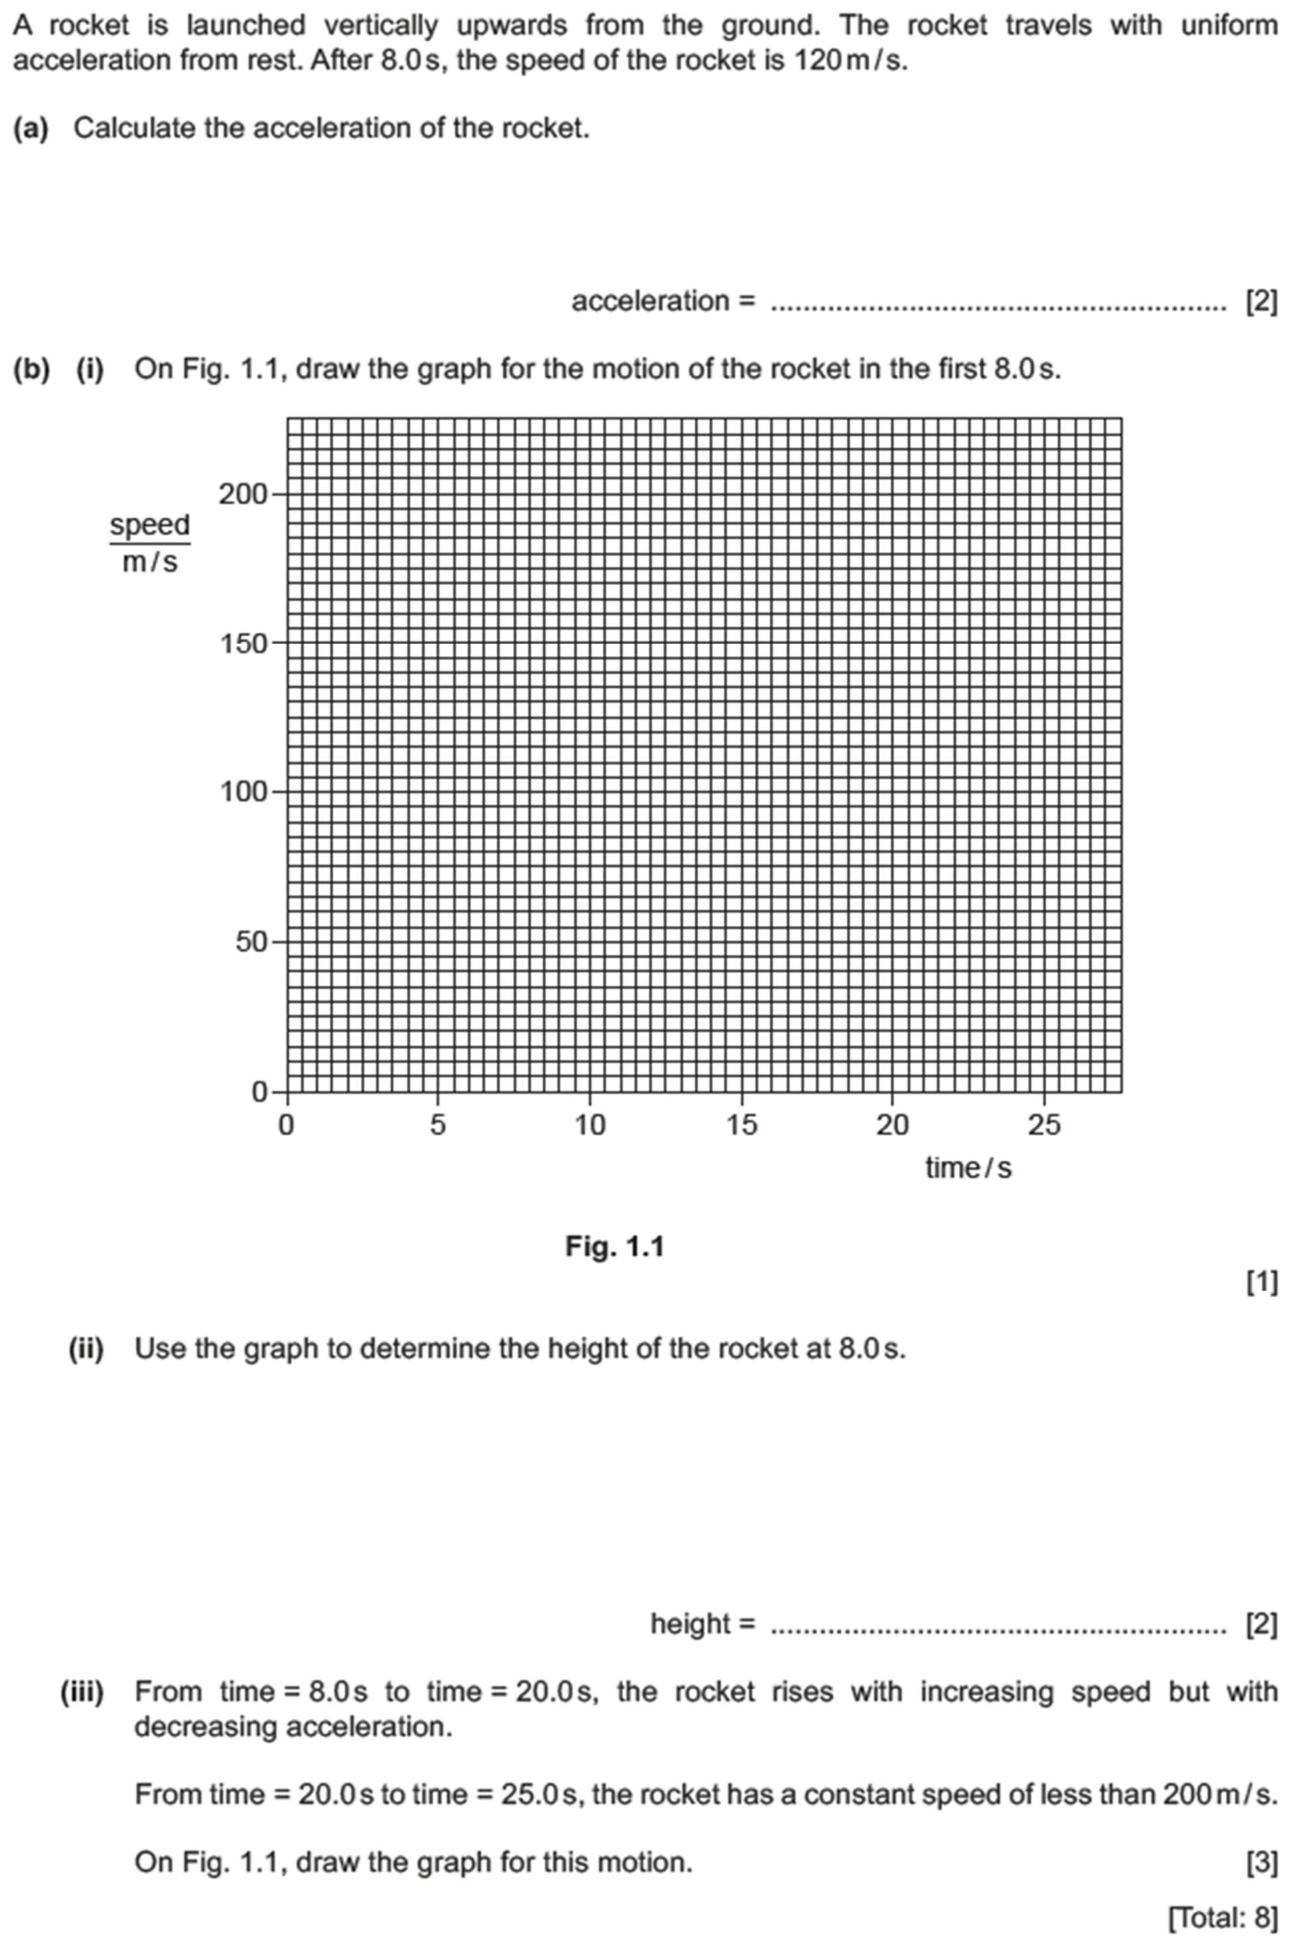 A rocket is launched vertically upwards from the ground. The rocket travels with uniform
acceleration from rest. After 8.0 s, the speed of the rocket is 120 m / s.
(a) Calculate the acceleration of the rocket.
acceleration = ........................................................ [2]
(b) (i) On Fig. 1.1, draw the graph for the motion of the rocket in the first 8.0 s.
200
speed
m / s
150
100
50
0
0 5 10 15 20 25
time / s
Fig. 1.1
[1]
(ii) Use the graph to determine the height of the rocket at 8.0 s.
height = ........................................................ [2]
(iii) From time = 8.0 s to time = 20.0 s, the rocket rises with increasing speed but with
decreasing acceleration.
From time = 20.0 s to time = 25.0 s, the rocket has a constant speed of less than 200 m / s.
On Fig. 1.1, draw the graph for this motion. [3]
[Total: 8]